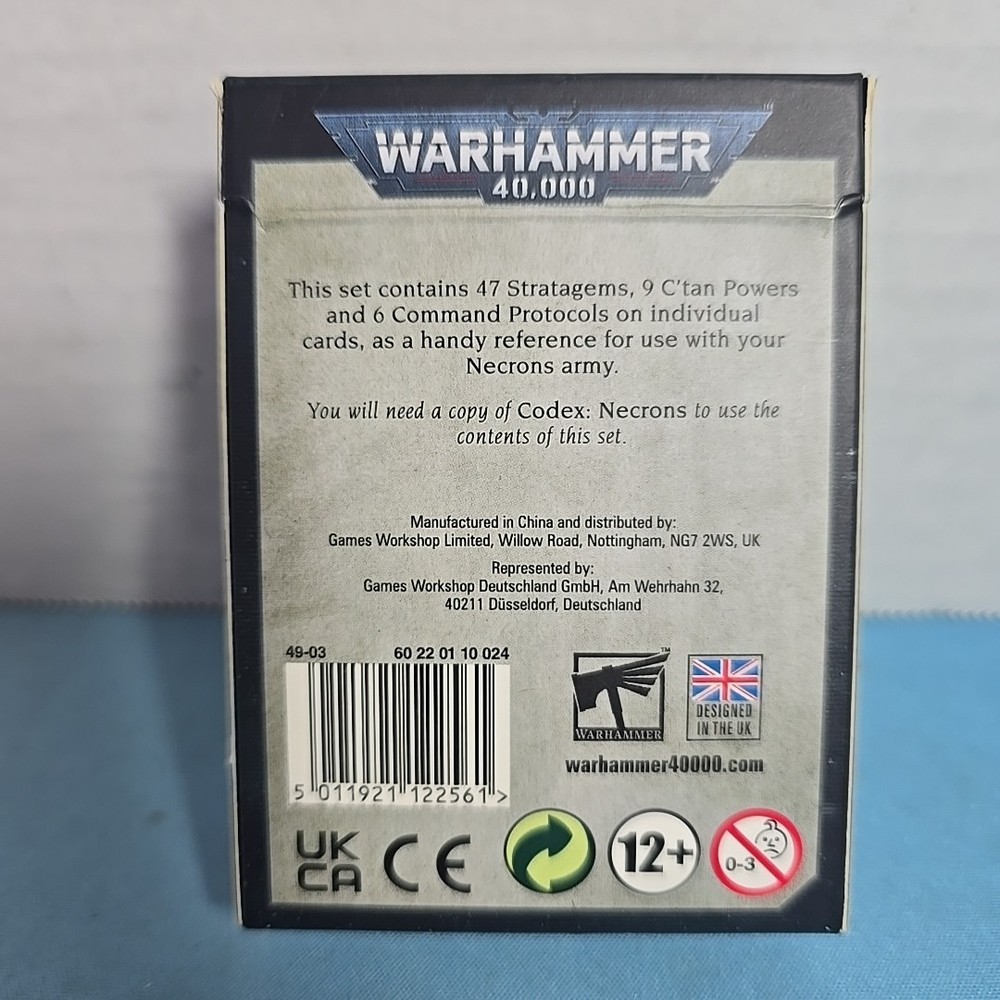 WARHAMMER
40,000
This set contains 47 Stratagems, 9 C'tan Powers
and 6 Command Protocols on individual
cards, as a handy reference for use with your
Necrons army.
You will need a copy of Codex: Necrons to use the
contents of this set.
Manufactured in China and distributed by:
Games Workshop Limited, Willow Road, Nottingham, NG7 2WS, UK
Represented by:
Games Workshop Deutschland GmbH, Am Wehrhahn 32,
40211 Düsseldorf, Deutschland
49-03 60 22 01 10 024
5 011921 122561 >
WARHAMMER
TM
DESIGNED
IN THE UK
warhammer40000.com
UK
CA
CE
12+
0-3